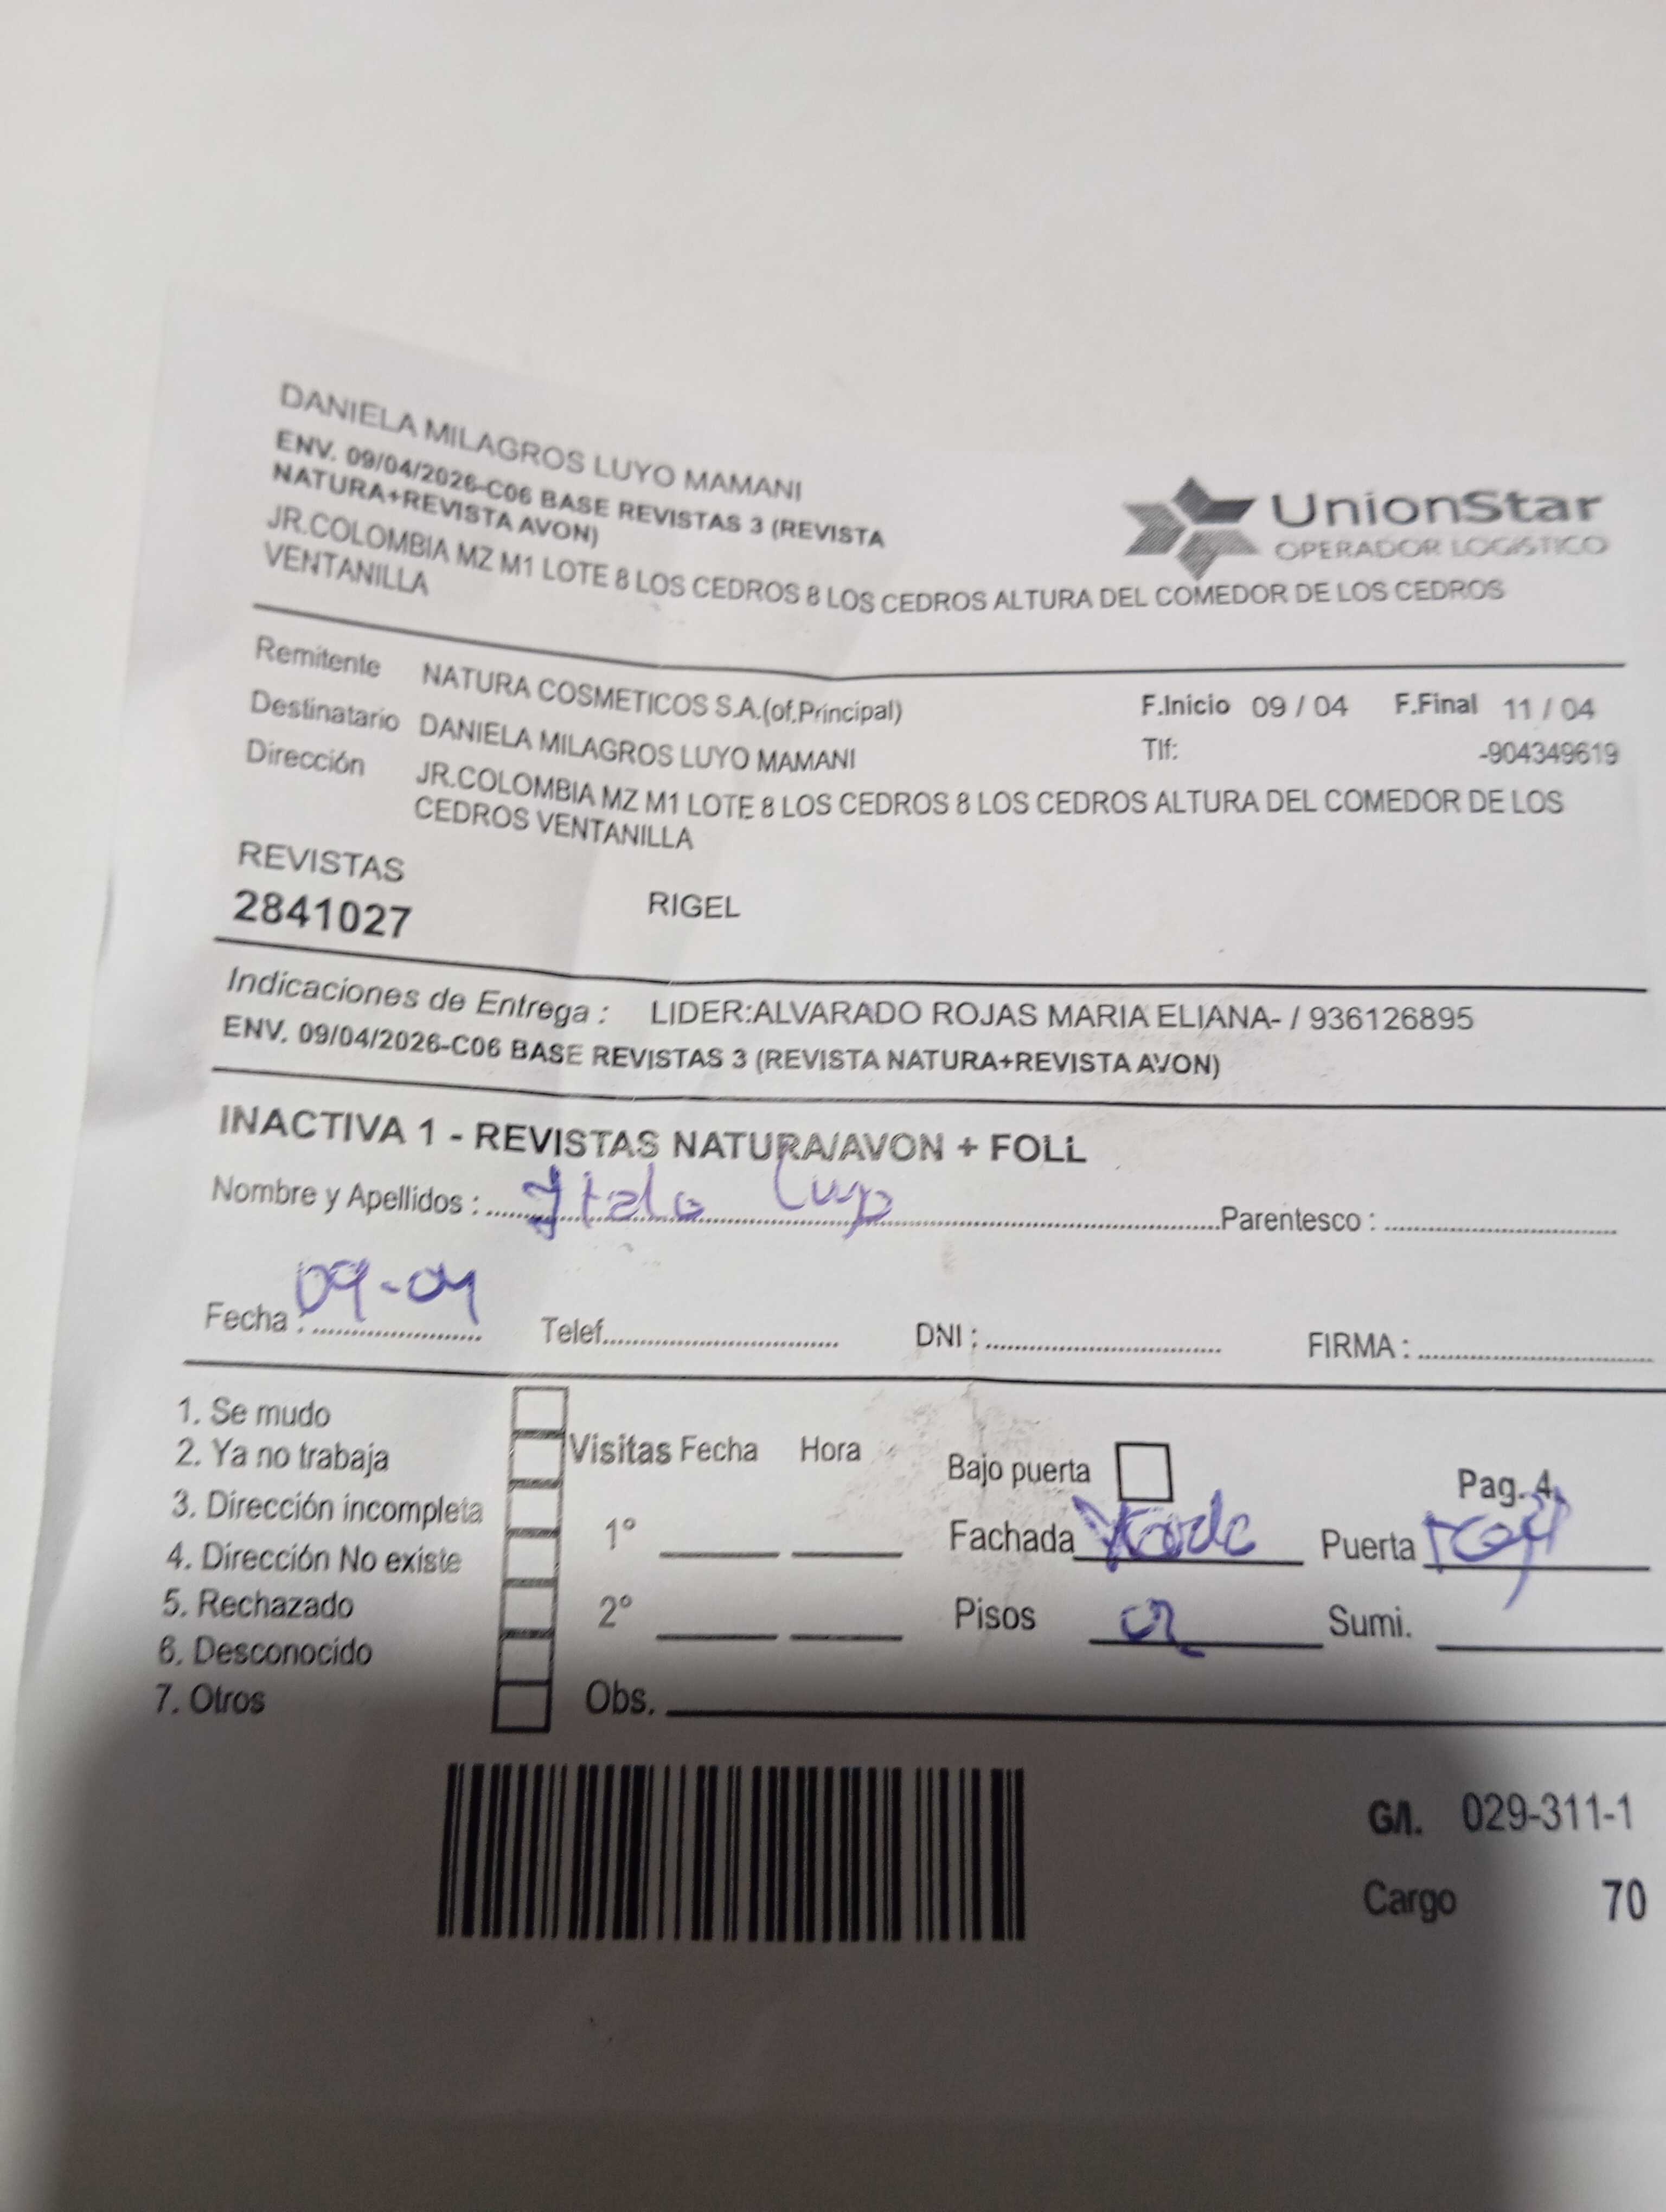 DANIELA MILAGROS LUYO MAMANI
ENV. 09/04/2026-C06 BASE REVISTAS 3 (REVISTA
NATURA+REVISTA AVON)
JR.COLOMBIA MZ M1 LOTE 8 LOS CEDROS 8 LOS CEDROS ALTURA DEL COMEDOR DE LOS CEDROS
VENTANILLA
UnionStar
OPERADOR LOGISTICO
Remitente NATURA COSMETICOS S.A.(of.Principal)
F.Inicio 09 / 04 F.Final 11 / 04
Destinatario DANIELA MILAGROS LUYO MAMANI
Tlf: -904349619
Dirección JR.COLOMBIA MZ M1 LOTE 8 LOS CEDROS 8 LOS CEDROS ALTURA DEL COMEDOR DE LOS
CEDROS VENTANILLA
REVISTAS
2841027 RIGEL
Indicaciones de Entrega : LIDER:ALVARADO ROJAS MARIA ELIANA- / 936126895
ENV. 09/04/2026-C06 BASE REVISTAS 3 (REVISTA NATURA+REVISTA AVON)
INACTIVA 1 - REVISTAS NATURA/AVON + FOLL
Nombre y Apellidos : Italo Parentesco :
Fecha : 09-04 Telef. DNI : FIRMA :
1. Se mudo
2. Ya no trabaja
3. Dirección incompleta
4. Dirección No existe
5. Rechazado
6. Desconocido
7. Otros
Visitas Fecha Hora
1°
2°
Obs.
Bajo puerta Pag. 4
Fachada Puerta
Pisos 2 Sumi.
G/I. 029-311-1
Cargo 70